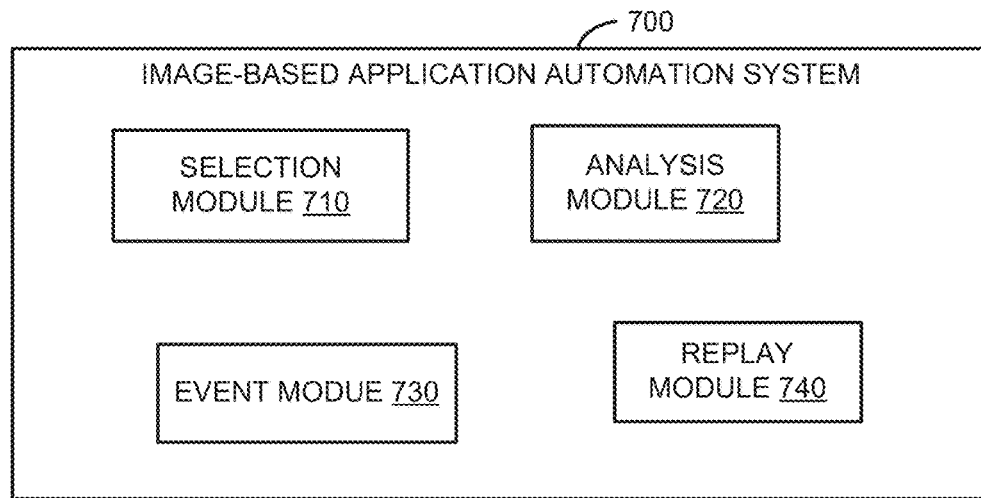 700
IMAGE-BASED APPLICATION AUTOMATION SYSTEM
SELECTION
MODULE 710
ANALYSIS
MODULE 720
EVENT MODUE 730
REPLAY
MODULE 740